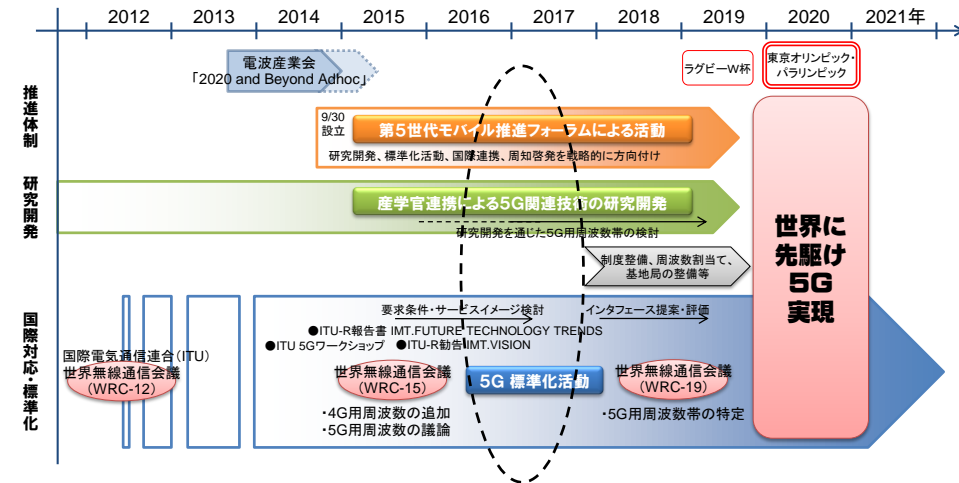 2012 2013 2014 2015 2016 2017 2018 2019 2020 2021年
電波産業会
「2020 and Beyond Adhoc」
ラグビーW杯
東京オリンピック・
パラリンピック
推進体制
9/30
設立
第5世代モバイル推進フォーラムによる活動
研究開発、標準化活動、国際連携、周知啓発を戦略的に方向付け
研究開発
産学官連携による5G関連技術の研究開発
研究開発を通じた5G用周波数帯の検討
制度整備、周波数割当て、
基地局の整備等
世界に
先駆け
5G
実現
国際対応・標準化
要求条件・サービスイメージ検討
インタフェース提案・評価
●ITU-R報告書 IMT.FUTURE TECHNOLOGY TRENDS
●ITU 5Gワークショップ ●ITU-R勧告 IMT.VISION
国際電気通信連合(ITU)
世界無線通信会議
(WRC-12)
世界無線通信会議
(WRC-15)
5G 標準化活動
世界無線通信会議
(WRC-19)
・4G用周波数の追加
・5G用周波数の議論
・5G用周波数帯の特定